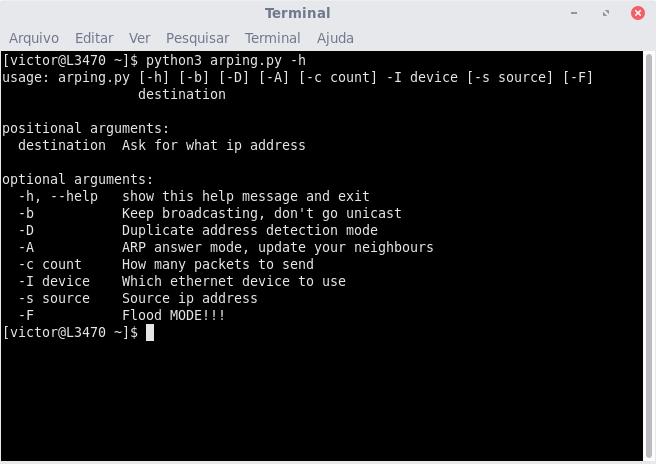 Terminal
Arquivo Editar Ver Pesquisar Terminal Ajuda
[victor@L3470 ~]$ python3 arping.py -h
usage: arping.py [-h] [-b] [-D] [-A] [-c count] -I device [-s source] [-F]
                 destination

positional arguments:
  destination  Ask for what ip address

optional arguments:
  -h, --help   show this help message and exit
  -b           Keep broadcasting, don't go unicast
  -D           Duplicate address detection mode
  -A           ARP answer mode, update your neighbours
  -c count     How many packets to send
  -I device    Which ethernet device to use
  -s source    Source ip address
  -F           Flood MODE!!!
[victor@L3470 ~]$